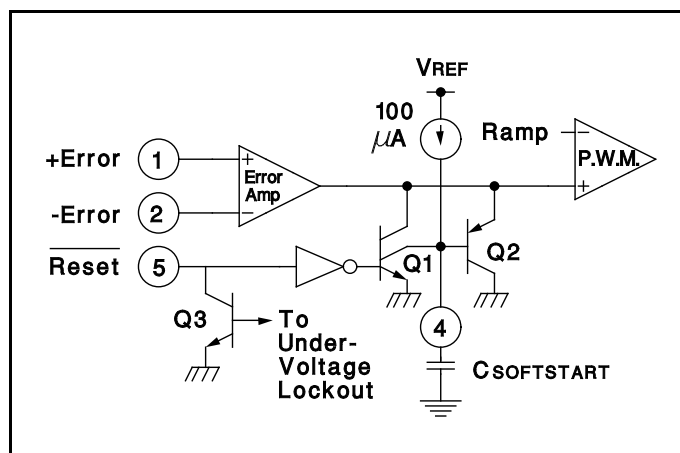 VREF
100
μA
Ramp
P.W.M.
+Error
1
+
Error
Amp
-
-Error
2
-
+
Reset
5
Q1
Q2
Q3
To
Under-
Voltage
Lockout
4
CSOFTSTART